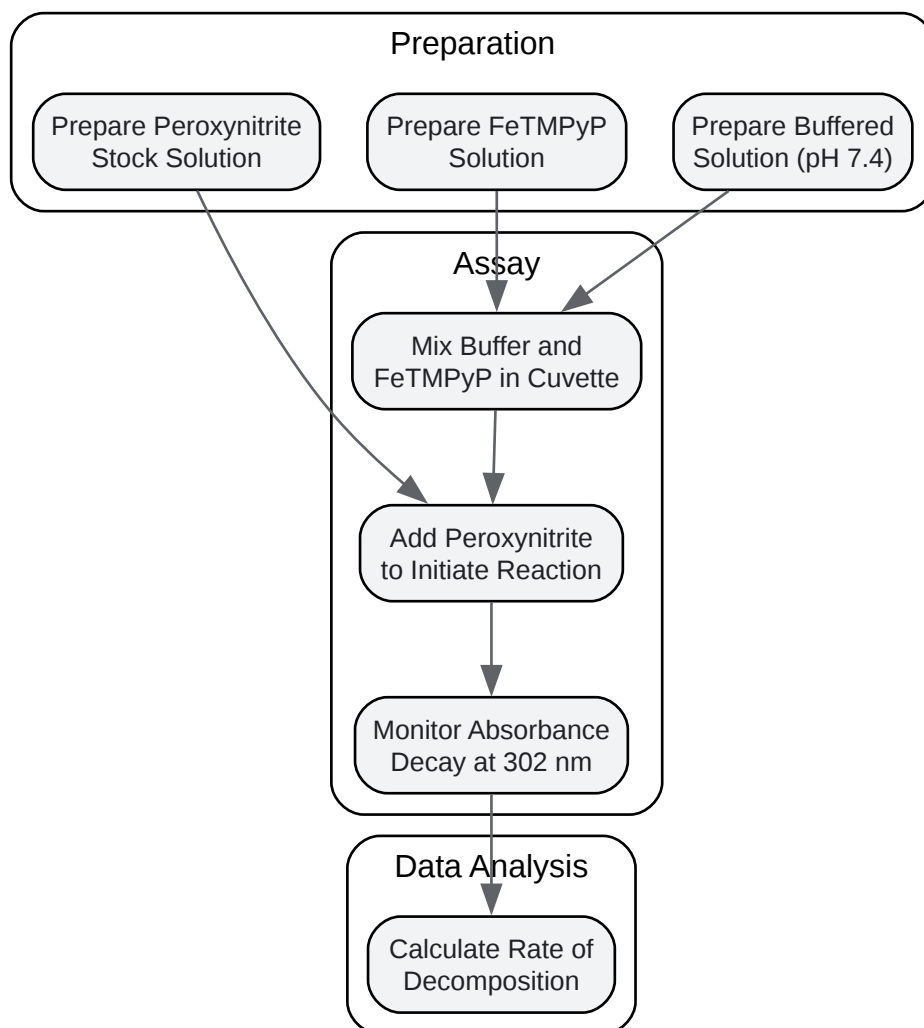 Preparation
Prepare Peroxynitrite
Stock Solution
Prepare FeTMPyP
Solution
Prepare Buffered
Solution (pH 7.4)
Assay
Mix Buffer and
FeTMPyP in Cuvette
Add Peroxynitrite
to Initiate Reaction
Monitor Absorbance
Decay at 302 nm
Data Analysis
Calculate Rate of
Decomposition